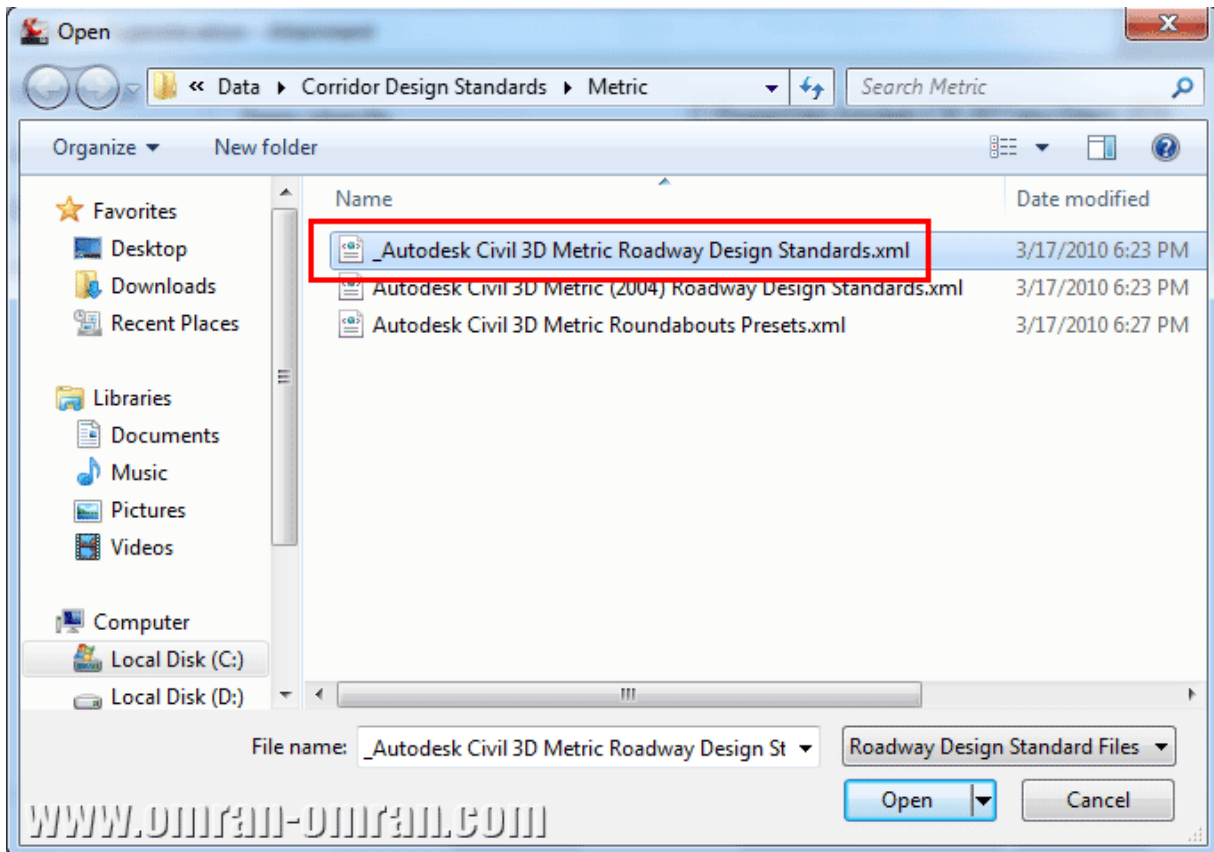 Open
« Data ▸ Corridor Design Standards ▸ Metric
Search Metric
Organize ▾ New folder
Name Date modified
Favorites
Desktop
Downloads
Recent Places
Libraries
Documents
Music
Pictures
Videos
Computer
Local Disk (C:)
Local Disk (D:)
_Autodesk Civil 3D Metric Roadway Design Standards.xml 3/17/2010 6:23 PM
Autodesk Civil 3D Metric (2004) Roadway Design Standards.xml 3/17/2010 6:23 PM
Autodesk Civil 3D Metric Roundabouts Presets.xml 3/17/2010 6:27 PM
File name: _Autodesk Civil 3D Metric Roadway Design St Roadway Design Standard Files
Open Cancel
www.omran-omran.com